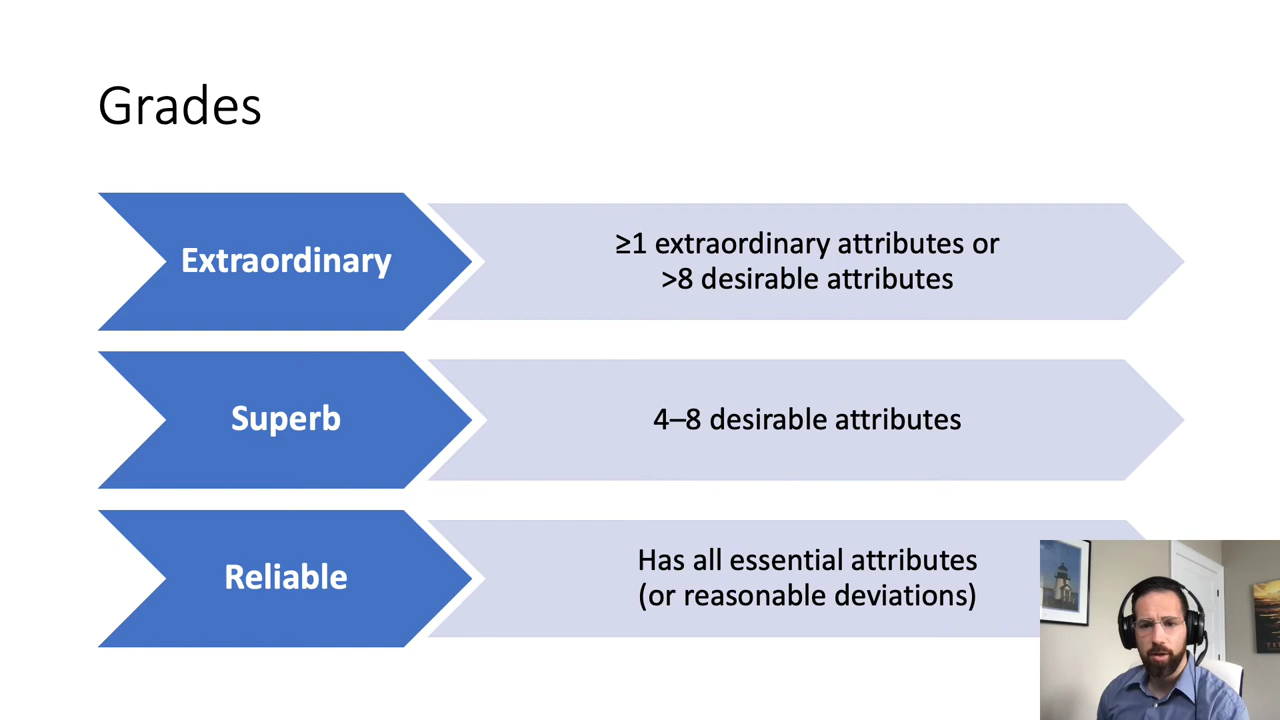 Grades
Extraordinary
≥1 extraordinary attributes or
>8 desirable attributes
Superb
4–8 desirable attributes
Reliable
Has all essential attributes
(or reasonable deviations)